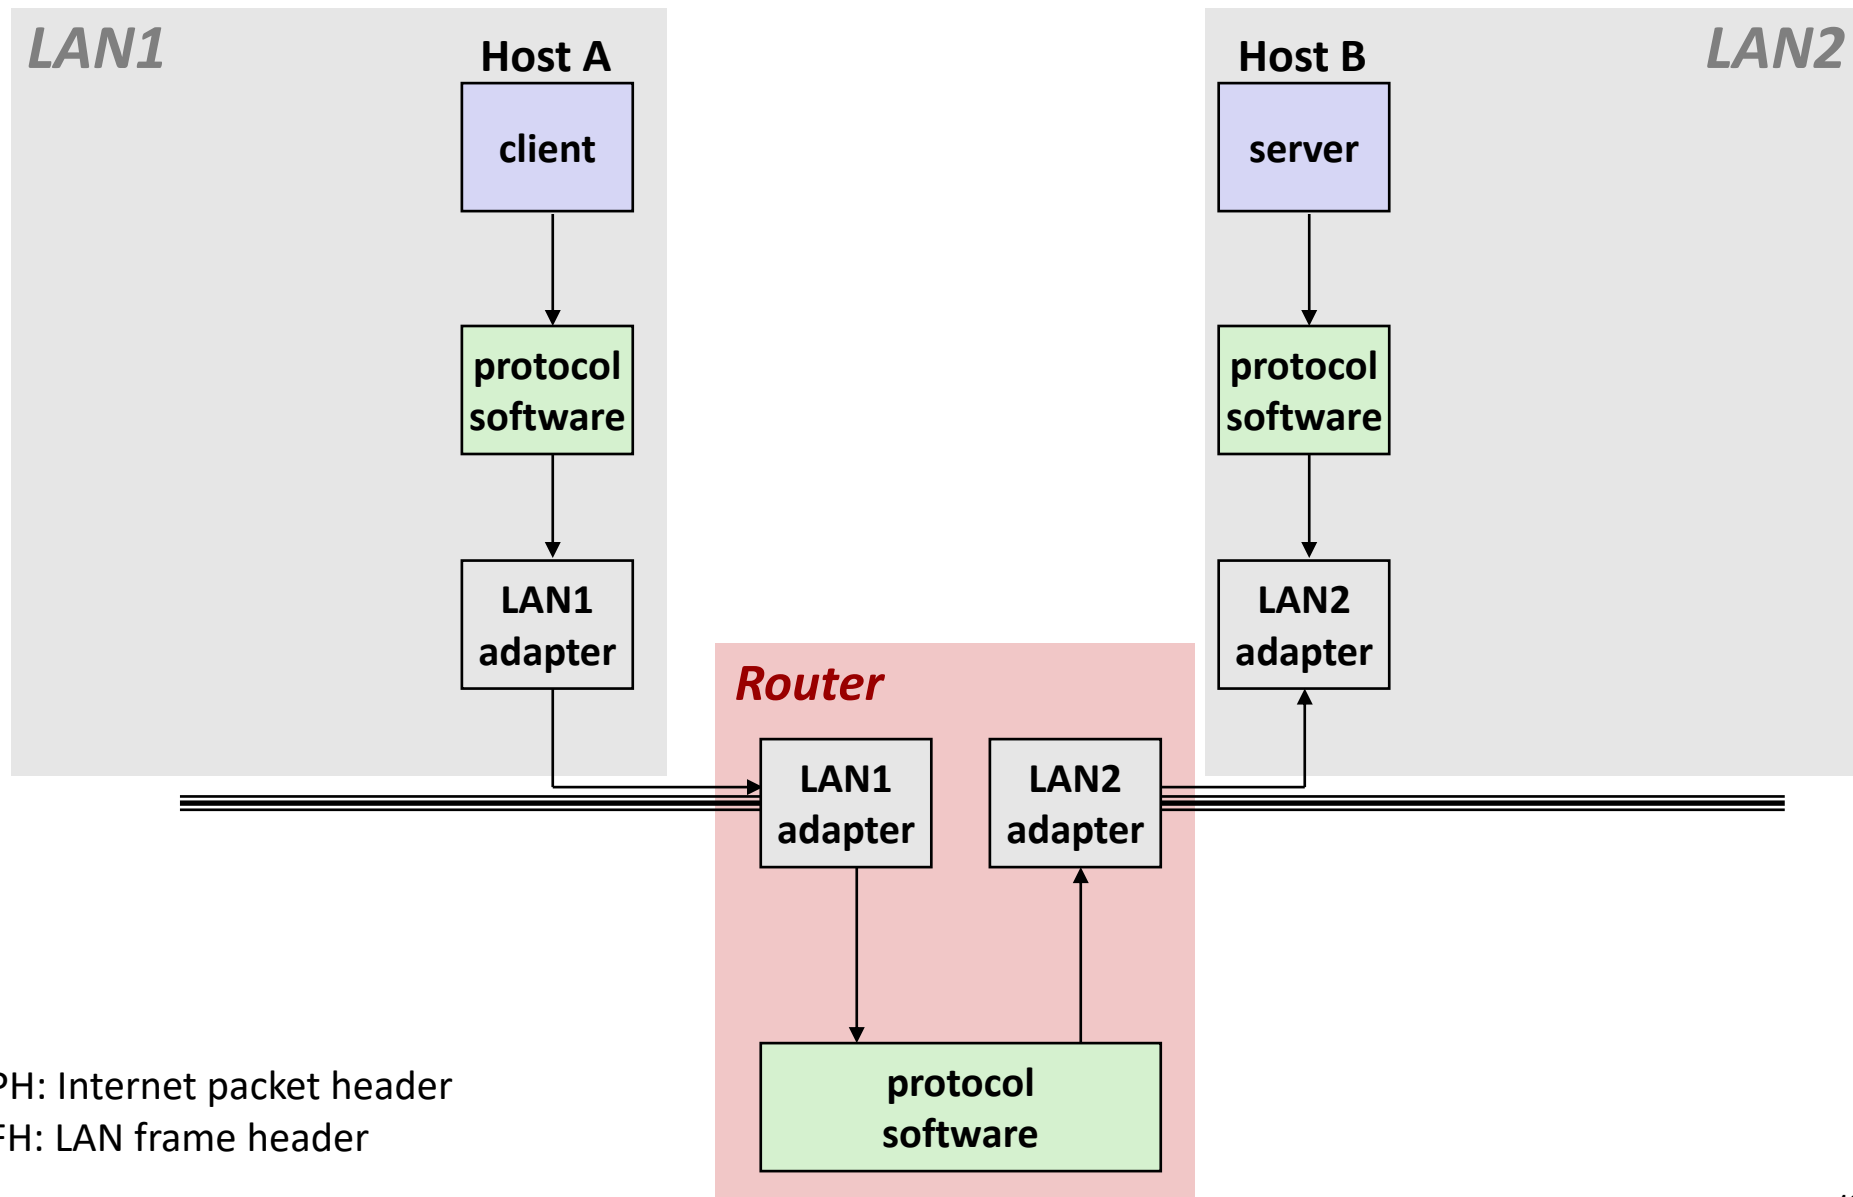 LAN1
Host A
client
protocol
software
LAN1
adapter
Host B
LAN2
server
protocol
software
LAN2
adapter
Router
LAN1
adapter
LAN2
adapter
protocol
software
PH: Internet packet header
FH: LAN frame header